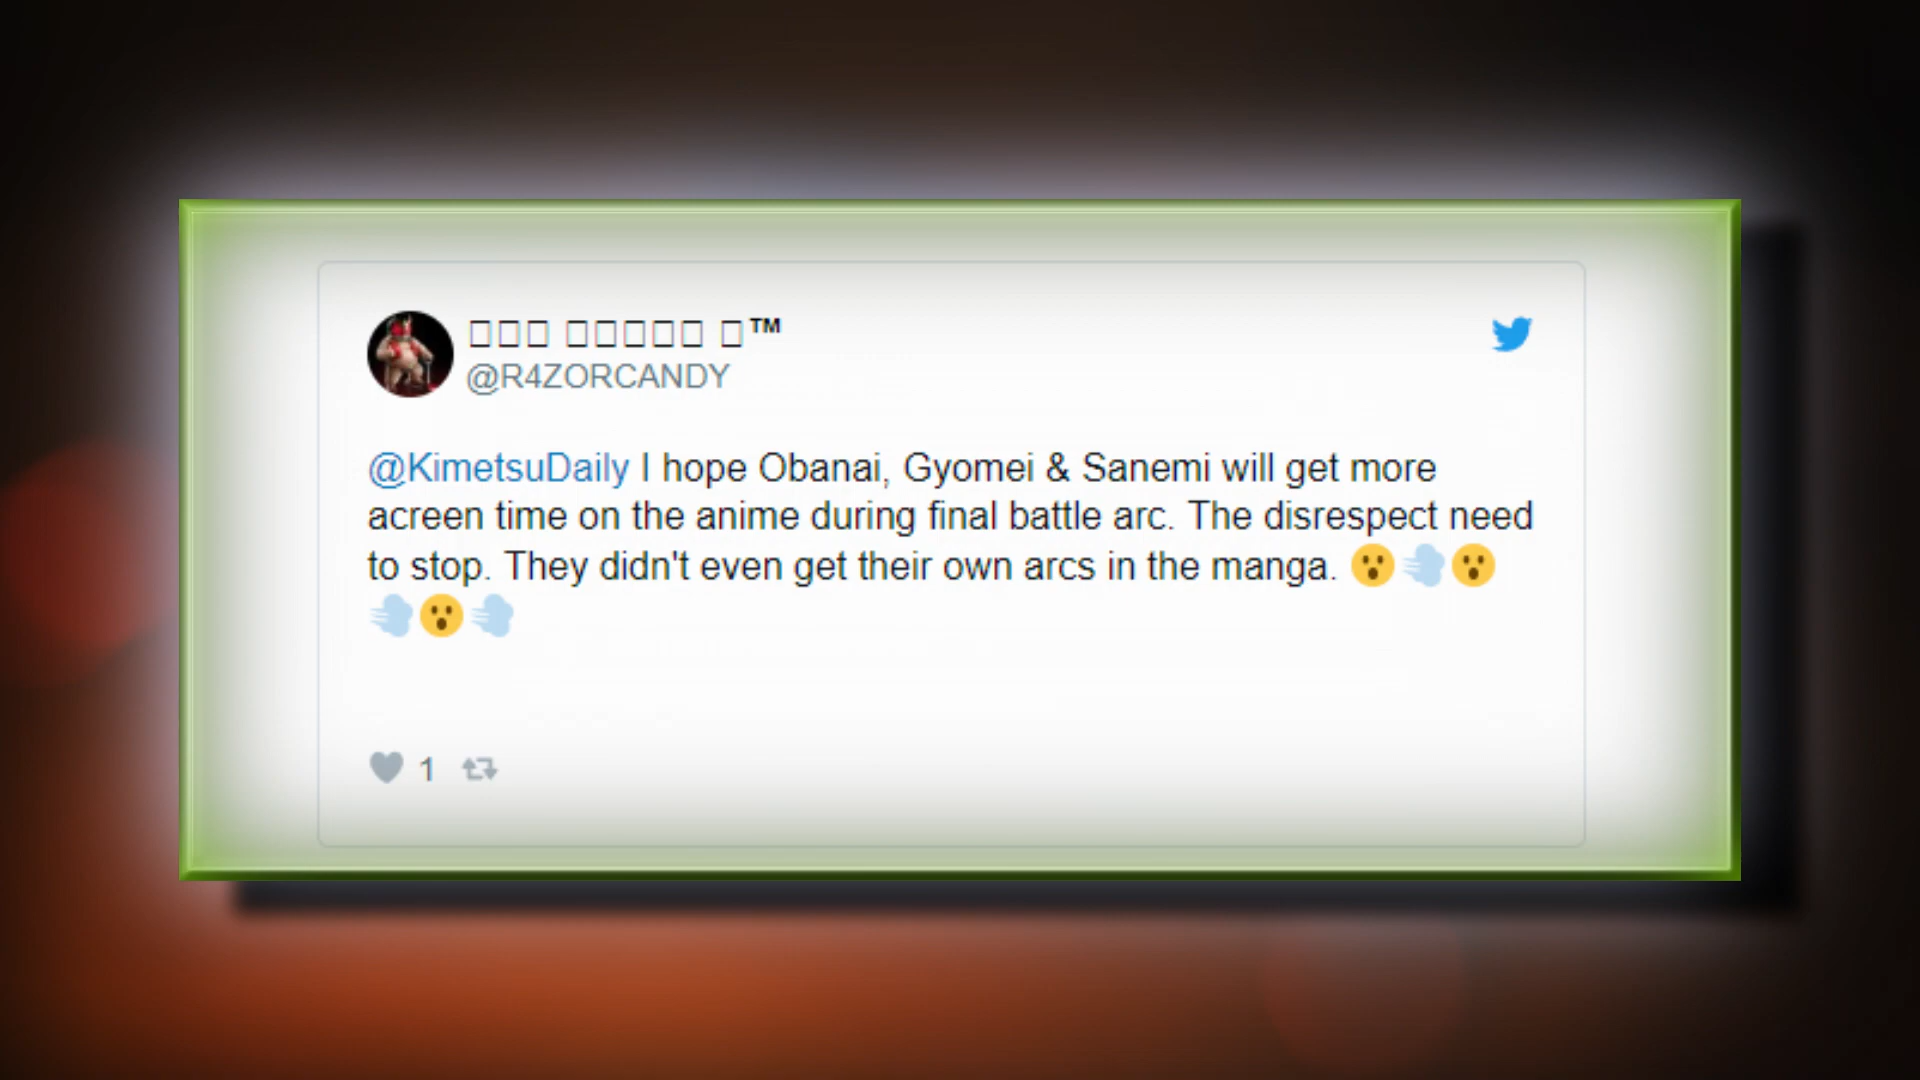 ™
@R4ZORCANDY
@KimetsuDaily I hope Obanai, Gyomei & Sanemi will get more
acreen time on the anime during final battle arc. The disrespect need
to stop. They didn't even get their own arcs in the manga. 😮💨😮
💨😮💨
1